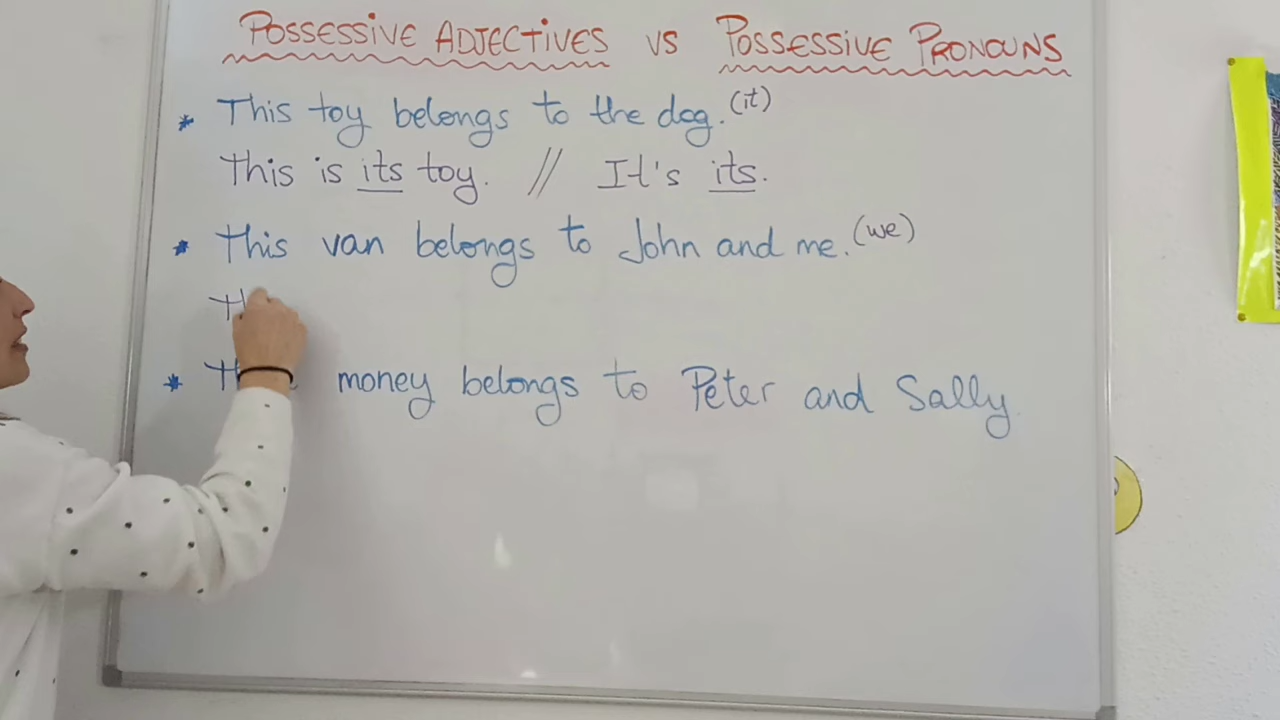 POSSESSIVE ADJECTIVES vs POSSESSIVE PRONOUNS
* This toy belongs to the dog. (it)
This is its toy. // It's its.
* This van belongs to John and me. (we)
Th
* money belongs to Peter and Sally